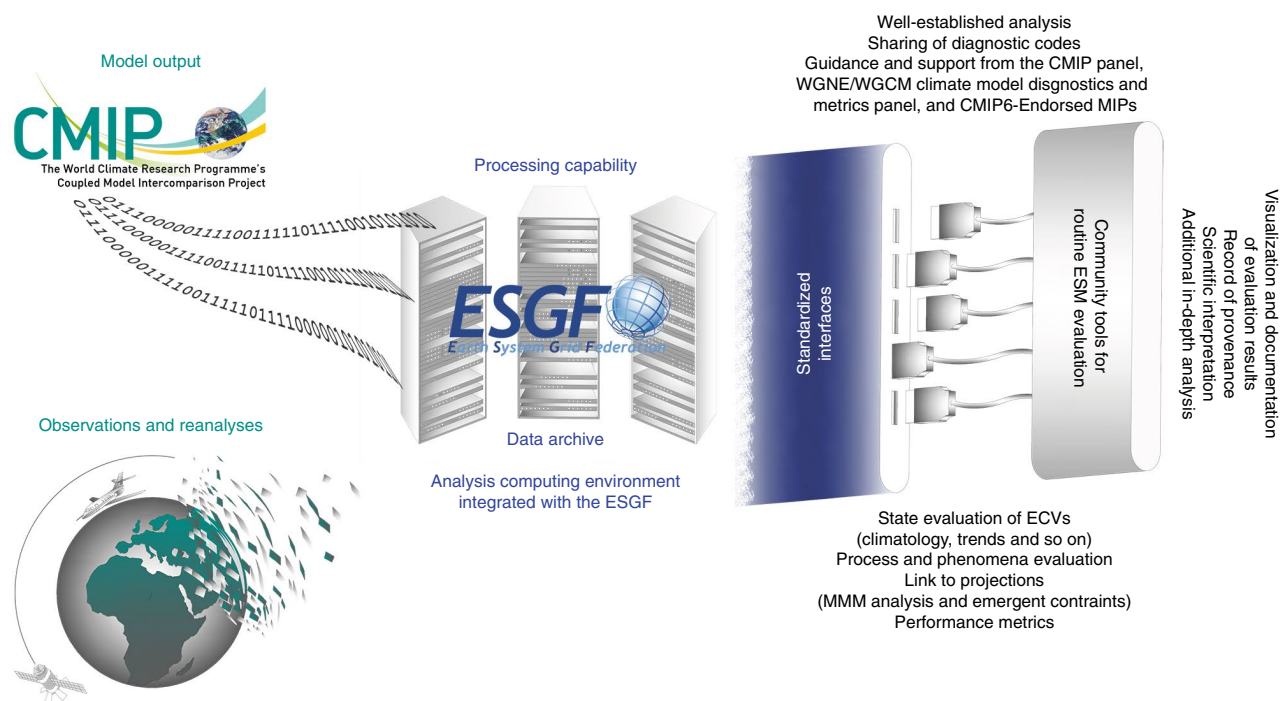 Model output
CMIP
The World Climate Research Programme's
Coupled Model Intercomparison Project
Observations and reanalyses
Processing capability
ESGF
Earth System Grid Federation
Data archive
Analysis computing environment
integrated with the ESGF
Well-established analysis
Sharing of diagnostic codes
Guidance and support from the CMIP panel,
WGNE/WGCM climate model diagnostics and
metrics panel, and CMIP6-Endorsed MIPs
Standardized
interfaces
Community tools for
routine ESM evaluation
State evaluation of ECVs
(climatology, trends and so on)
Process and phenomena evaluation
Link to projections
(MMM analysis and emergent contraints)
Performance metrics
Visualization and documentation
of evaluation results
Record of provenance
Scientific interpretation
Additional in-depth analysis